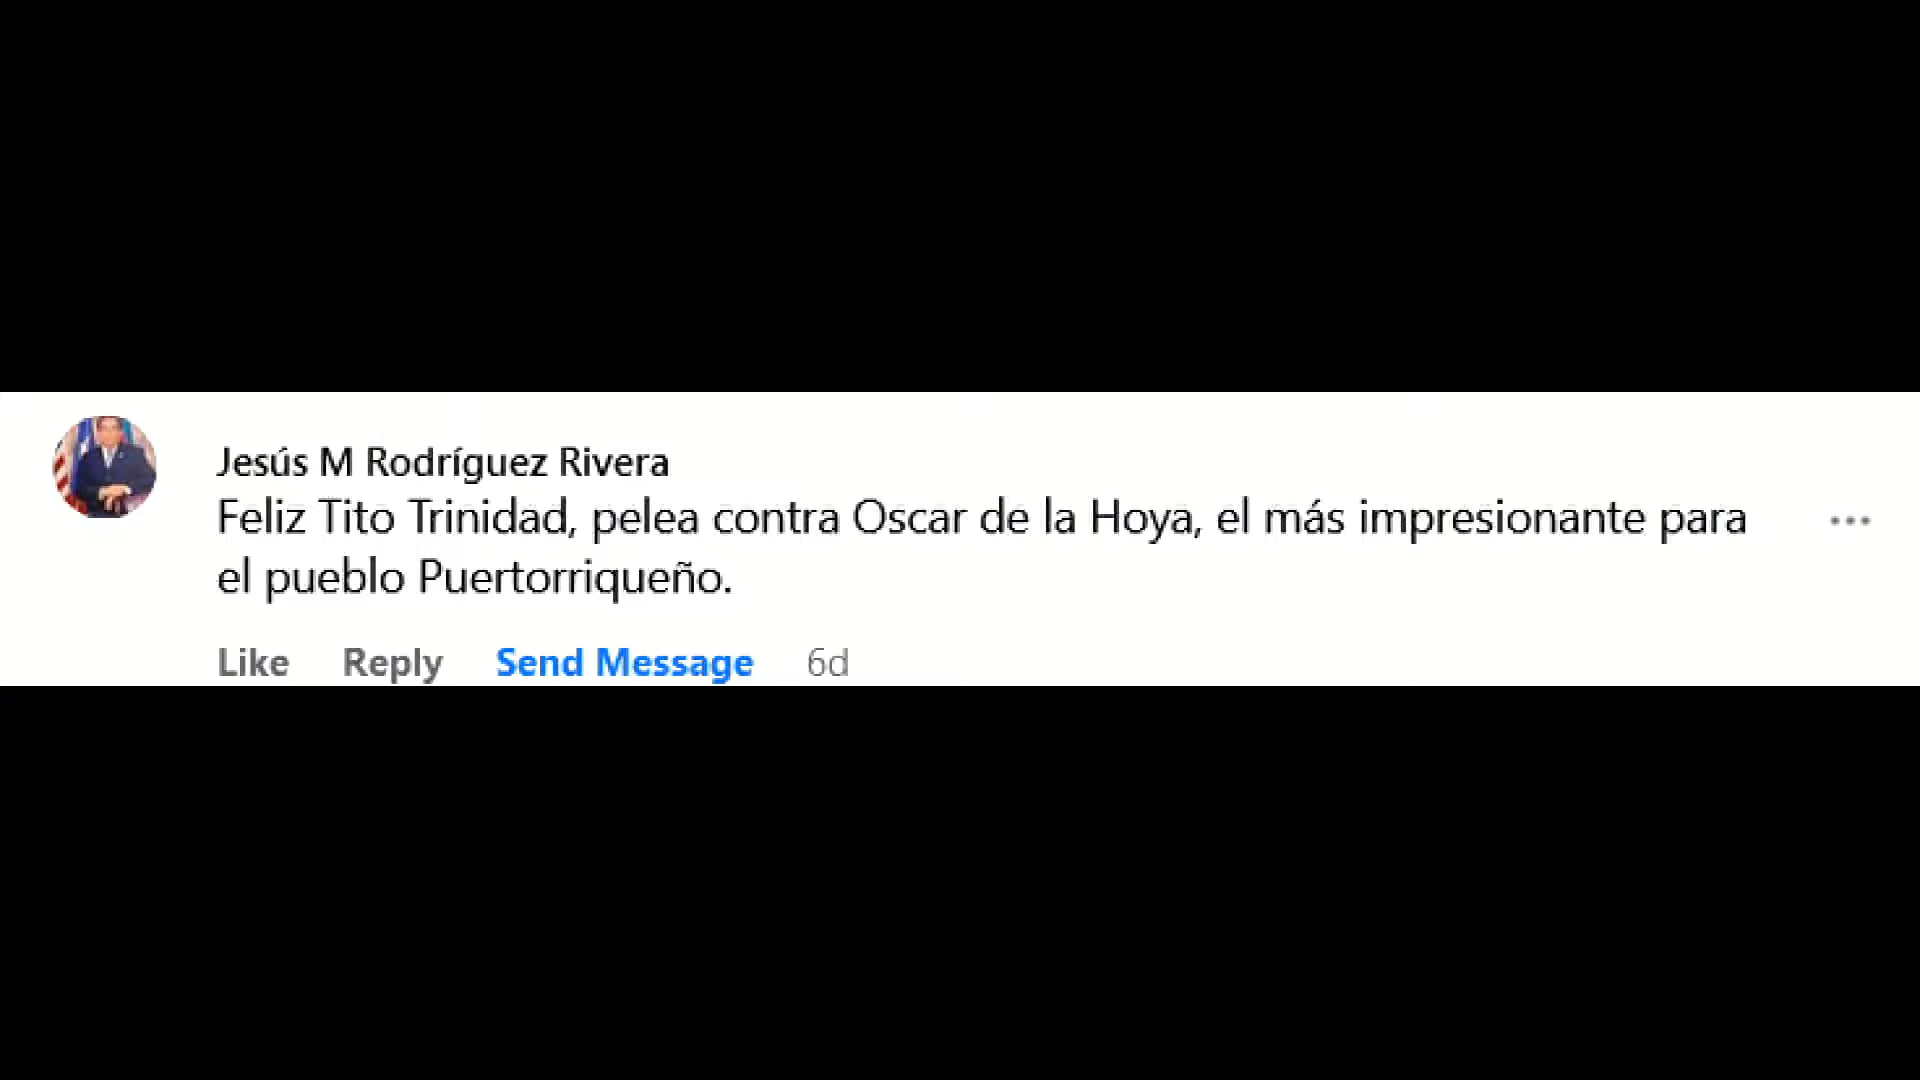 Jesús M Rodríguez Rivera
Feliz Tito Trinidad, pelea contra Oscar de la Hoya, el más impresionante para
el pueblo Puertorriqueño.
Like Reply Send Message 6d